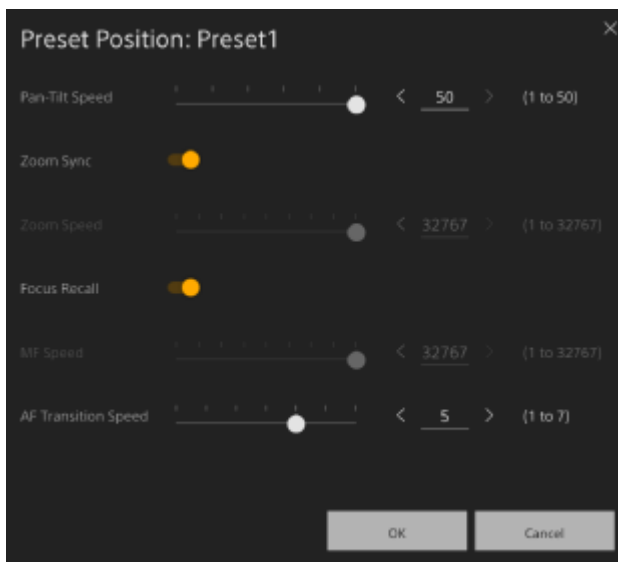 Preset Position: Preset1
Pan-Tilt Speed 50 (1 to 50)
Zoom Sync
Zoom Speed 32767 (1 to 32767)
Focus Recall
MF Speed 32767 (1 to 32767)
AF Transition Speed 5 (1 to 7)
OK Cancel